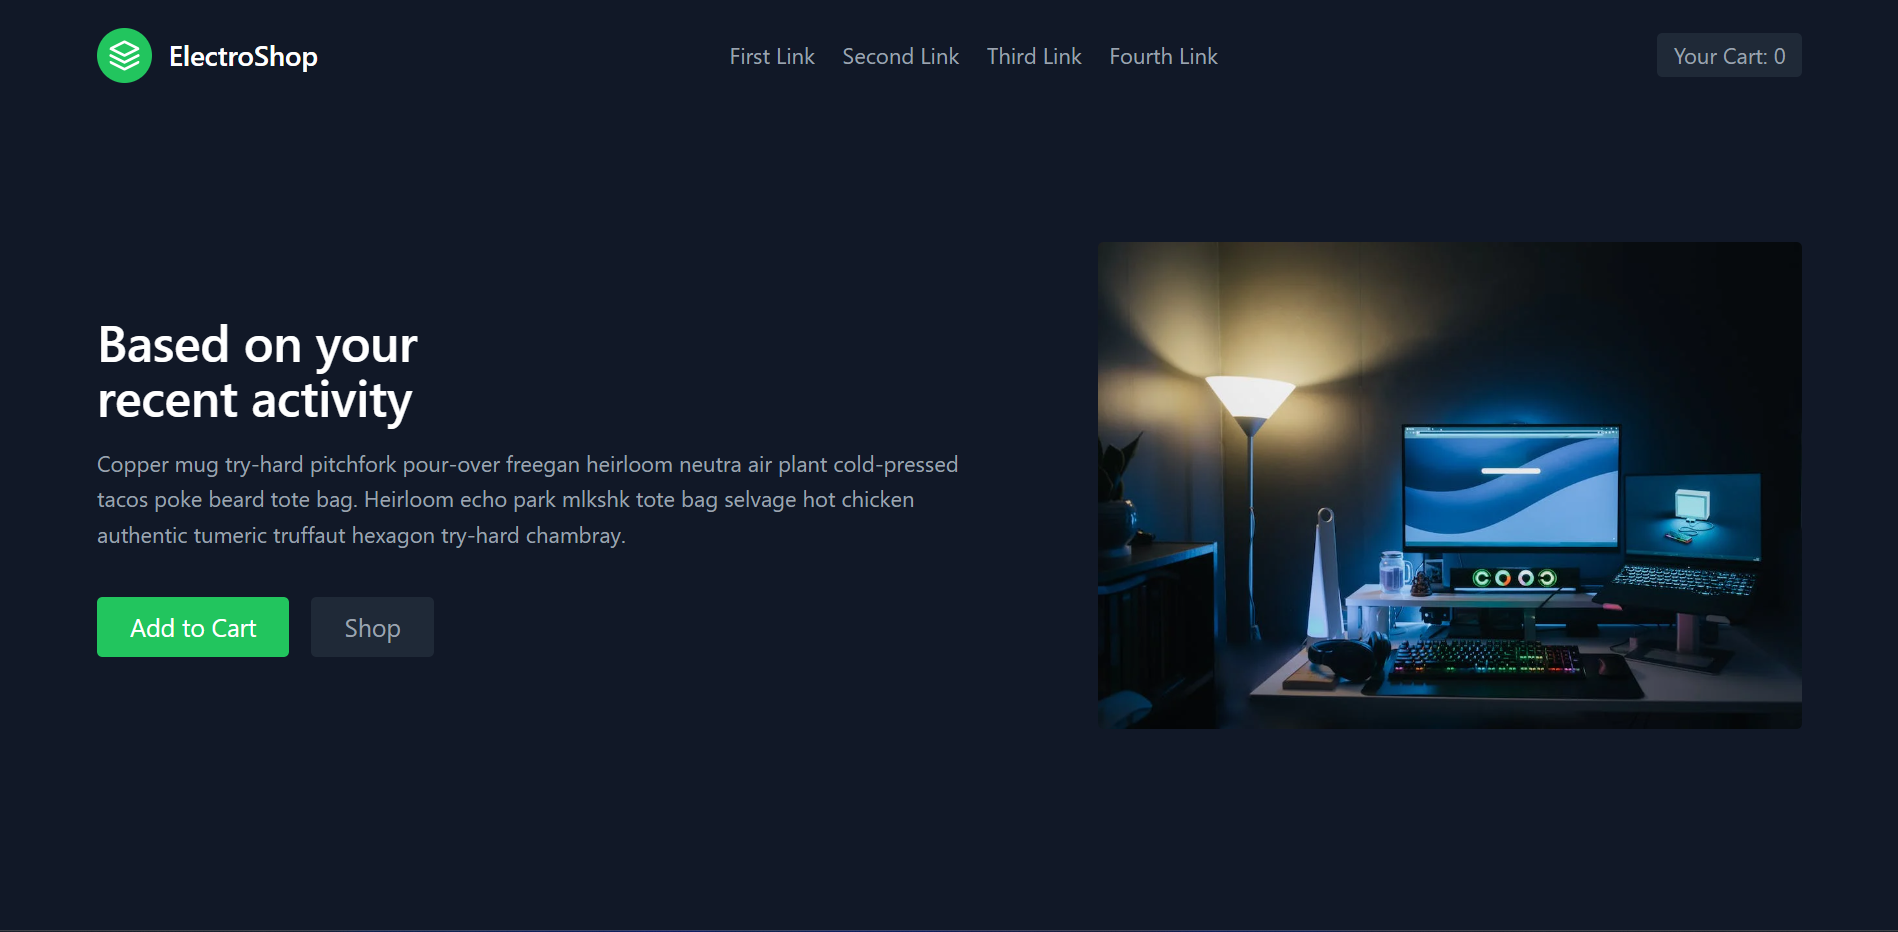 ElectroShop
First Link
Second Link
Third Link
Fourth Link
Your Cart: 0
Based on your
recent activity
Copper mug try-hard pitchfork pour-over freegan heirloom neutra air plant cold-pressed
tacos poke beard tote bag. Heirloom echo park mlkshk tote bag selvage hot chicken
authentic tumeric truffaut hexagon try-hard chambray.
Add to Cart
Shop